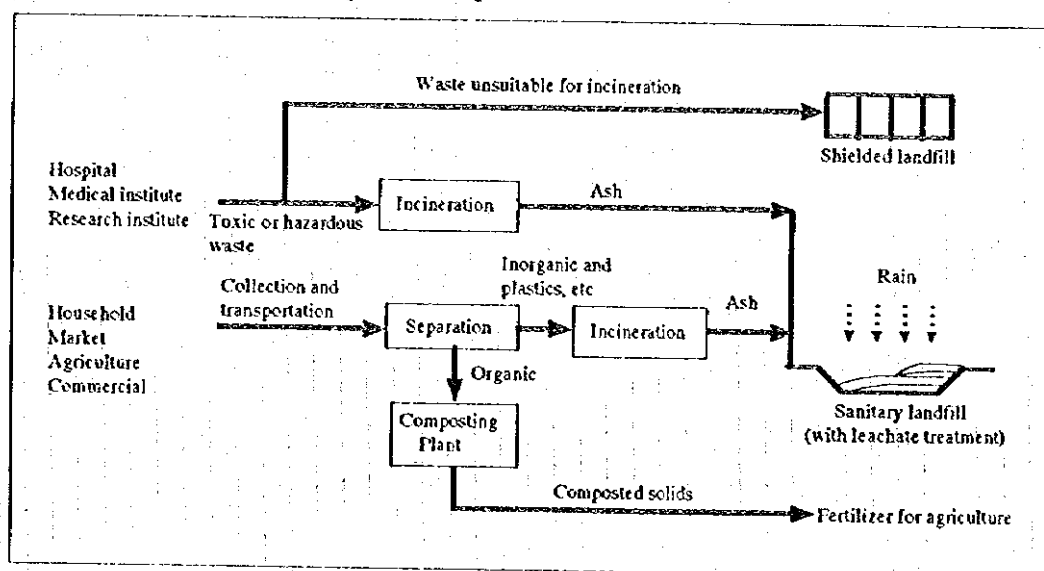 Waste unsuitable for incineration
Shielded landfill
Hospital
Medical institute
Research institute
Toxic or hazardous
waste
Incineration
Ash
Collection and
transportation
Household
Market
Agriculture
Commercial
Separation
Inorganic and
plastics, etc
Incineration
Ash
Rain
Organic
Composting
Plant
Sanitary landfill
(with leachate treatment)
Composted solids
Fertilizer for agriculture